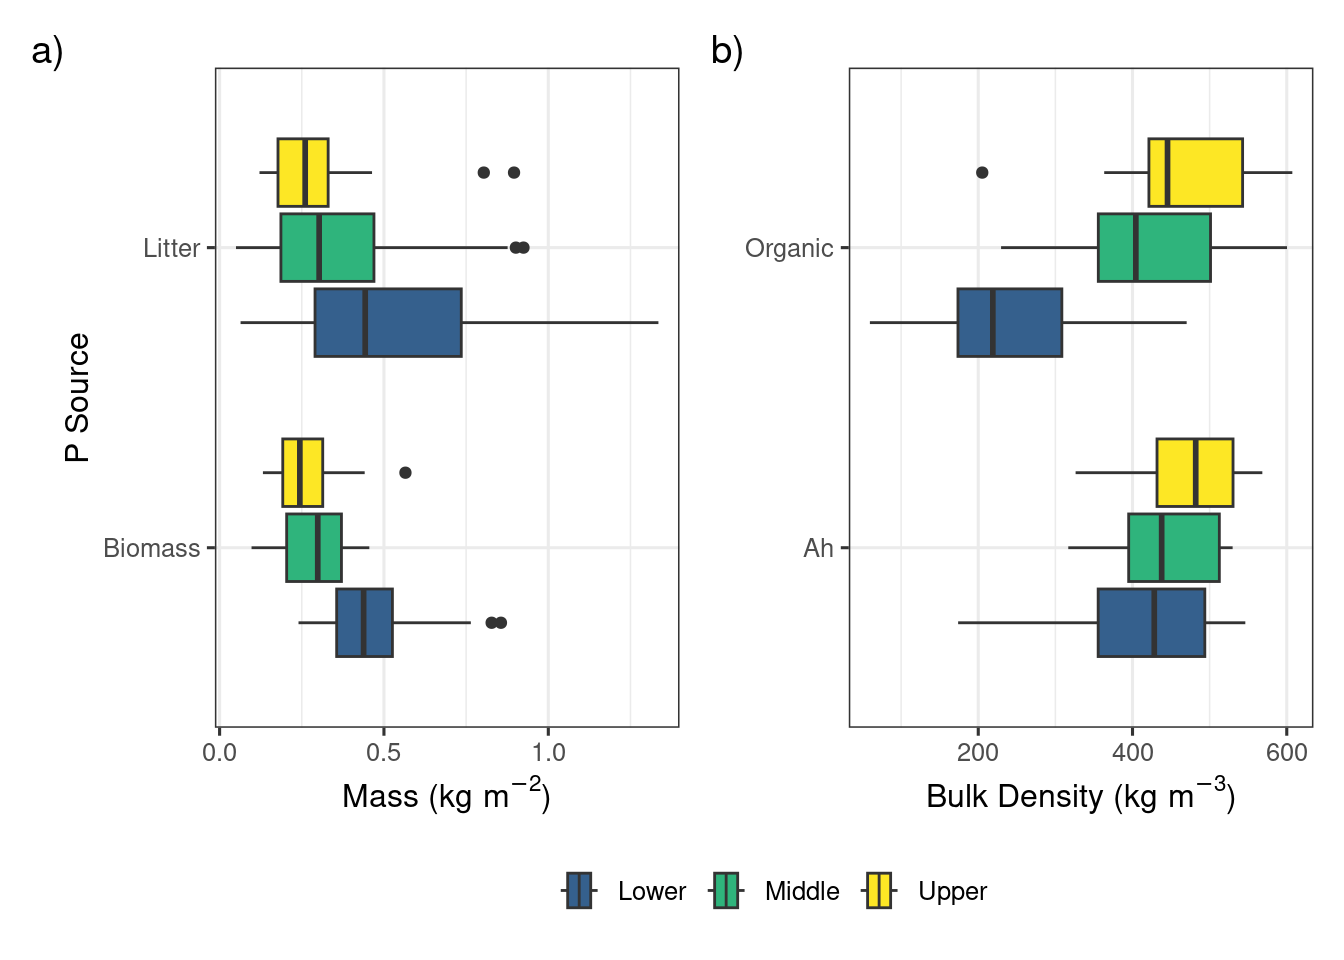 a)
b)
P Source
Litter
Biomass
0.0 0.5 1.0
Mass (kg m⁻²)
Organic
Ah
200 400 600
Bulk Density (kg m⁻³)
Lower Middle Upper